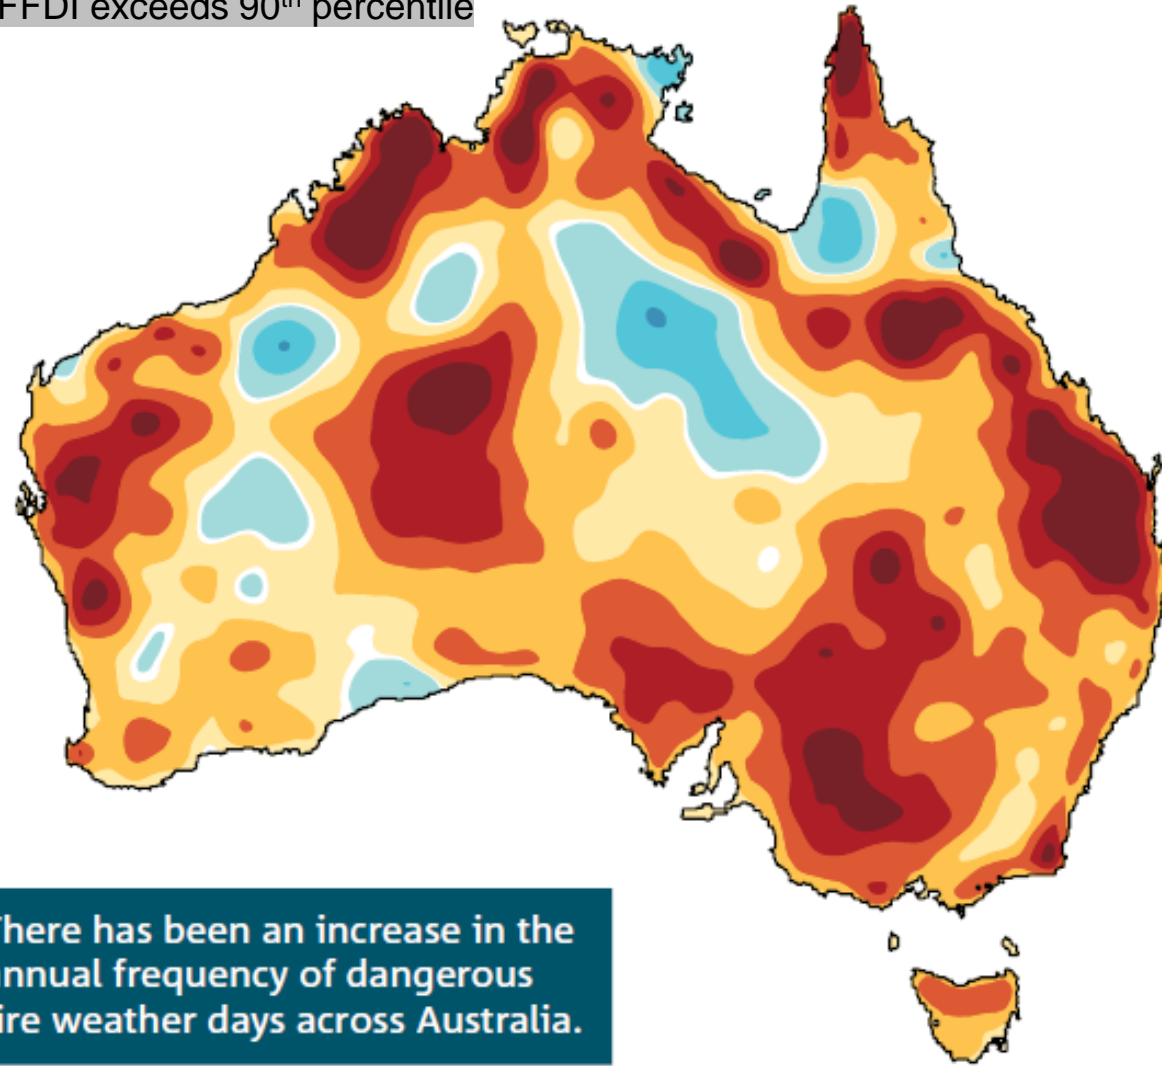 FFDI exceeds 90th percentile
here has been an increase in the
nnual frequency of dangerous
ire weather days across Australia.